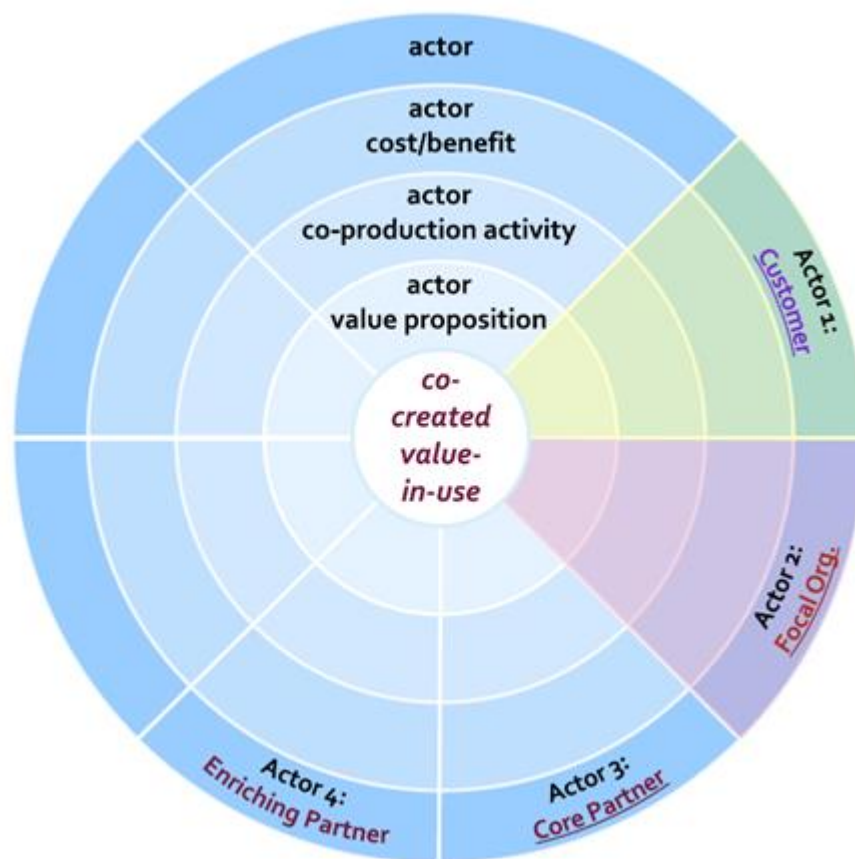 actor
actor
cost/benefit
actor
co-production activity
actor
value proposition
co-
created
value-
in-use
Actor 1:
Customer
Actor 2:
Focal Org.
Actor 3:
Core Partner
Actor 4:
Enriching Partner